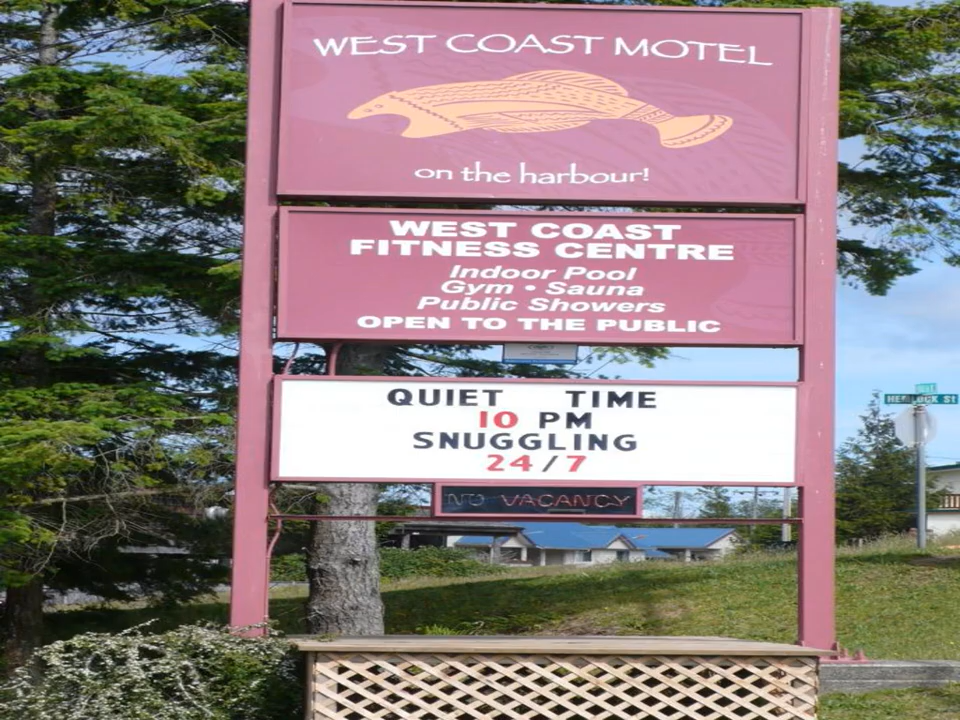 WEST COAST MOTEL
on the harbour!
WEST COAST
FITNESS CENTRE
Indoor Pool
Gym • Sauna
Public Showers
OPEN TO THE PUBLIC
QUIET TIME
10 PM
SNUGGLING
24/7
NO VACANCY
HEMLOCK St